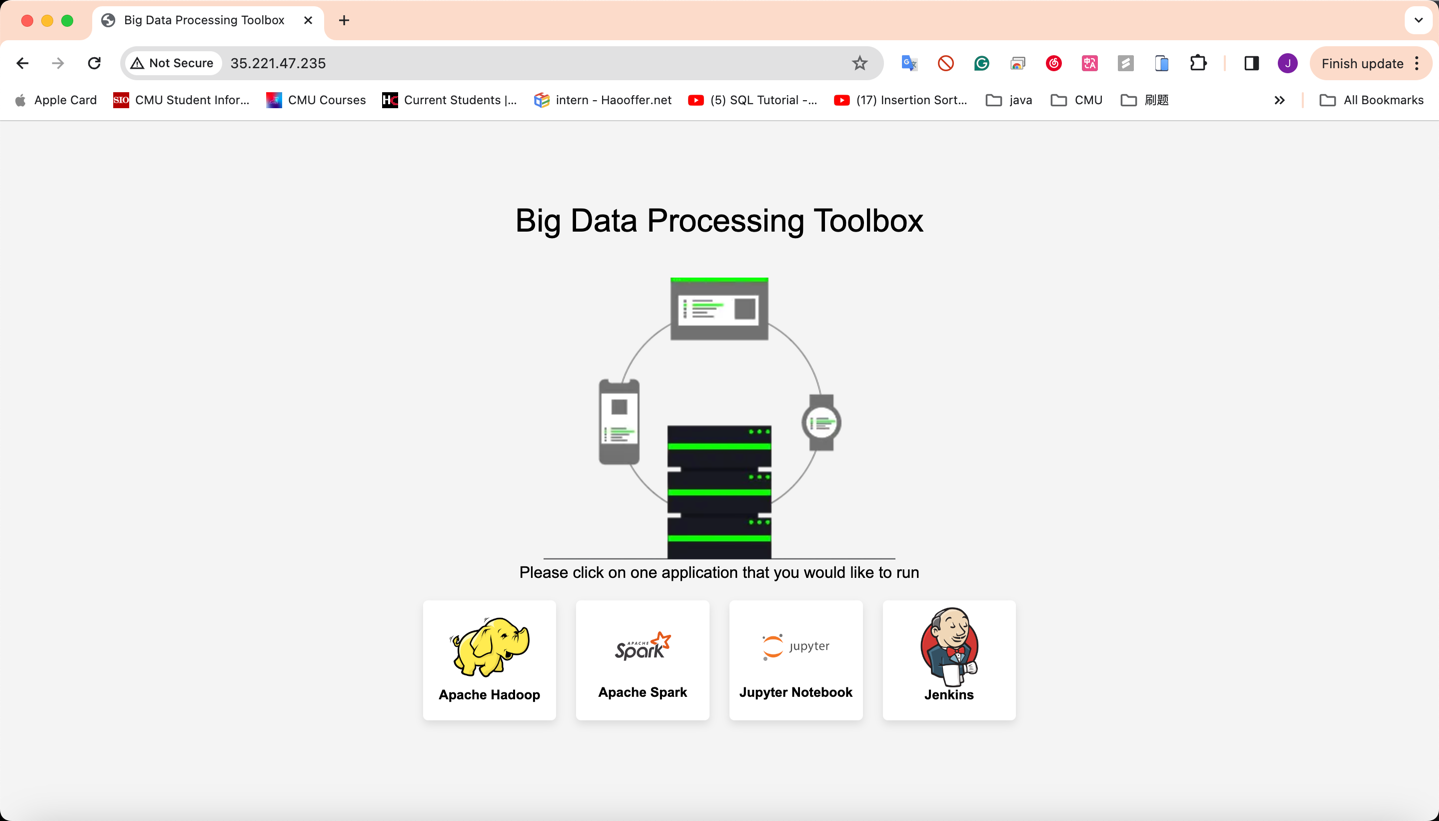 Big Data Processing Toolbox
Not Secure 35.221.47.235 J Finish update
Apple Card SIO CMU Student Infor... CMU Courses HC Current Students |... intern - Haooffer.net (5) SQL Tutorial -... (17) Insertion Sort... java CMU 刷题 All Bookmarks
Big Data Processing Toolbox
Please click on one application that you would like to run
APACHE Spark jupyter
Apache Hadoop Apache Spark Jupyter Notebook Jenkins